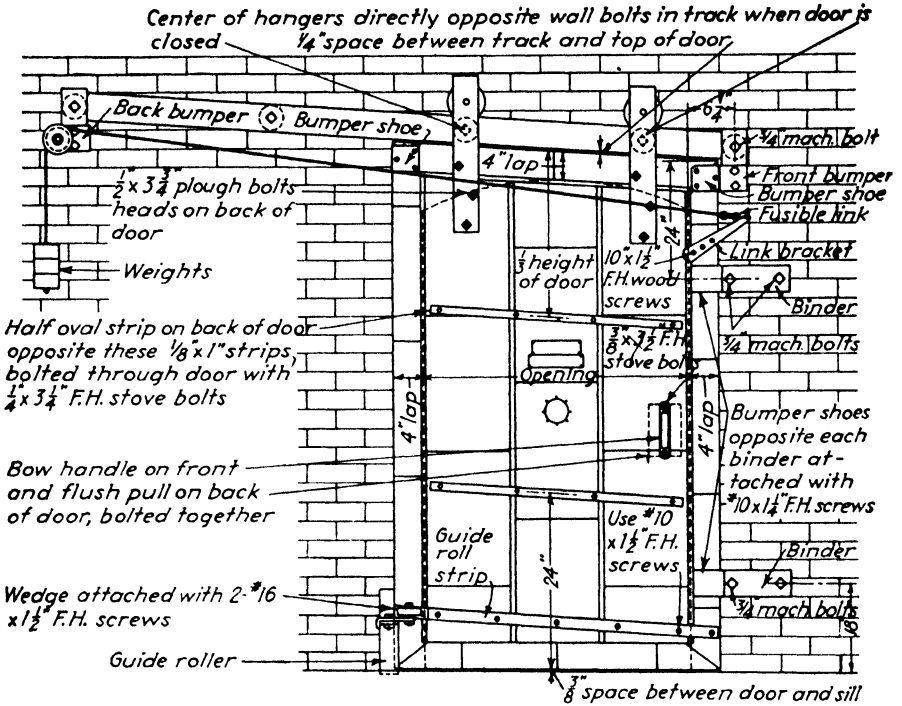 Center of hangers directly opposite wall bolts in track when door is
closed
1/4" space between track and top of door
6 1/4"
Back bumper
Bumper shoe
4" lap
3/4 mach. bolt
Front bumper
Bumper shoe
Fusible link
Link bracket
1/2" x 3 3/4" plough bolts
heads on back of
door
Weights
1/3 height
of door
24"
10" x 1 1/2"
F.H. wood
screws
Binder
3/4" mach. bolts
Half oval strip on back of door
opposite these 1/8" x 1" strips,
bolted through door with
1/4" x 3 1/4" F.H. stove bolts
3/8" x 3 1/2" F.H.
stove bolts
Opening
4" lap
4" lap
Bumper shoes
opposite each
binder at-
tached with
#10 x 1 1/4" F.H. screws
Bow handle on front
and flush pull on back
of door, bolted together
Guide
roll
strip
24"
Use #10
x 1 1/2" F.H.
screws
Binder
3/4" mach. bolts
18"
Wedge attached with 2-#16
x 1 1/2" F.H. screws
Guide roller
3/8" space between door and sill